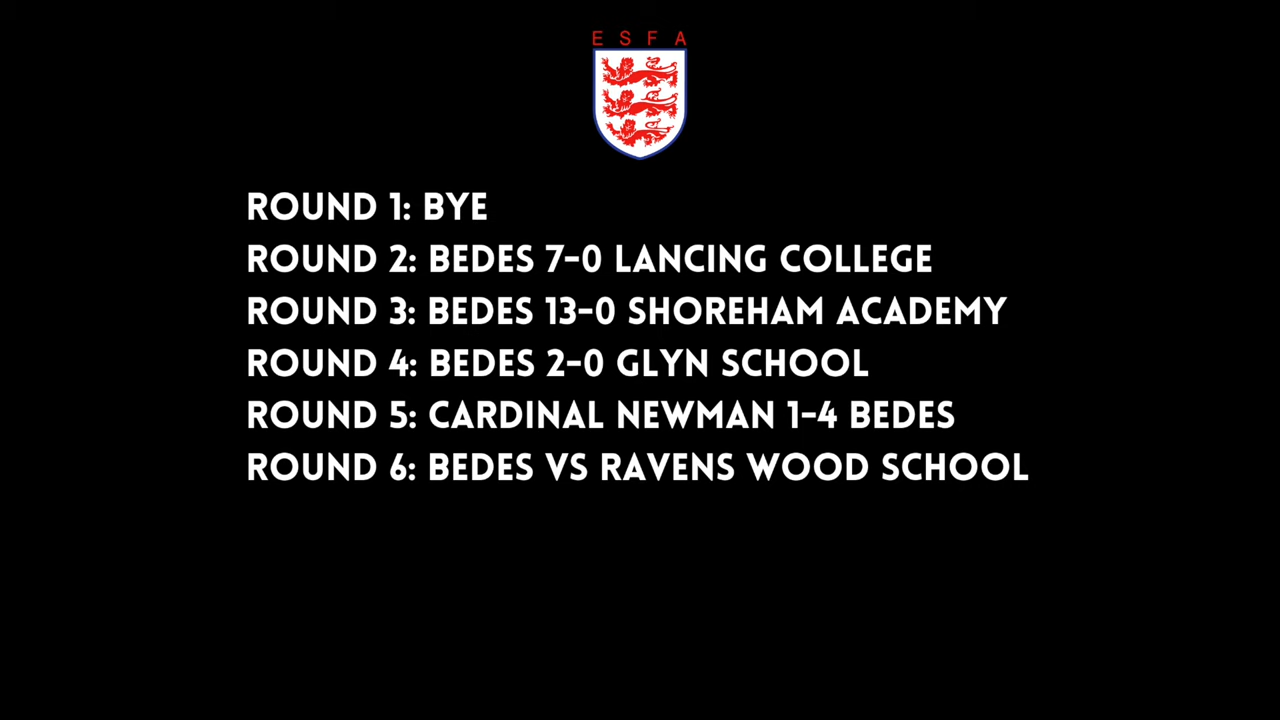 E S F A
ROUND 1: BYE
ROUND 2: BEDES 7-0 LANCING COLLEGE
ROUND 3: BEDES 13-0 SHOREHAM ACADEMY
ROUND 4: BEDES 2-0 GLYN SCHOOL
ROUND 5: CARDINAL NEWMAN 1-4 BEDES
ROUND 6: BEDES VS RAVENS WOOD SCHOOL